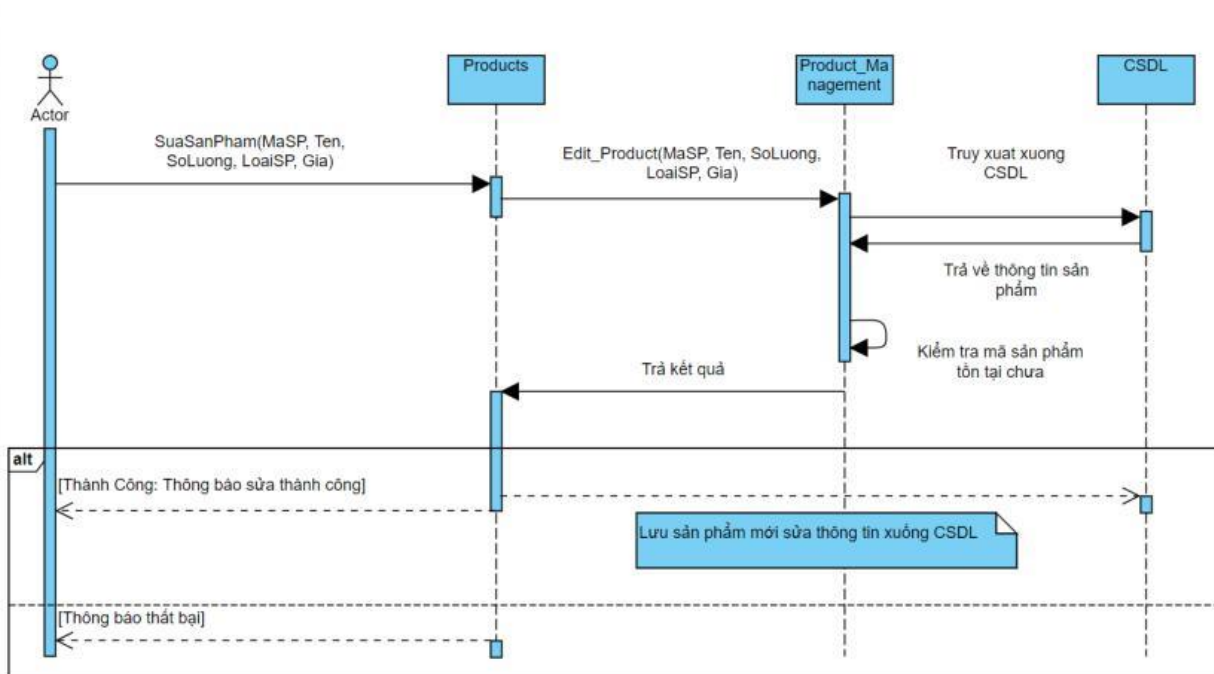 Products
Product_Ma
nagement
CSDL
Actor
SuaSanPham(MaSP, Ten,
SoLuong, LoaiSP, Gia)
Edit_Product(MaSP, Ten, SoLuong,
LoaiSP, Gia)
Truy xuat xuong
CSDL
Trả về thông tin sản
phẩm
Kiểm tra mã sản phẩm
tồn tại chưa
Trả kết quả
alt
[Thành Công: Thông báo sửa thành công]
Lưu sản phẩm mới sửa thông tin xuống CSDL
[Thông báo thất bại]